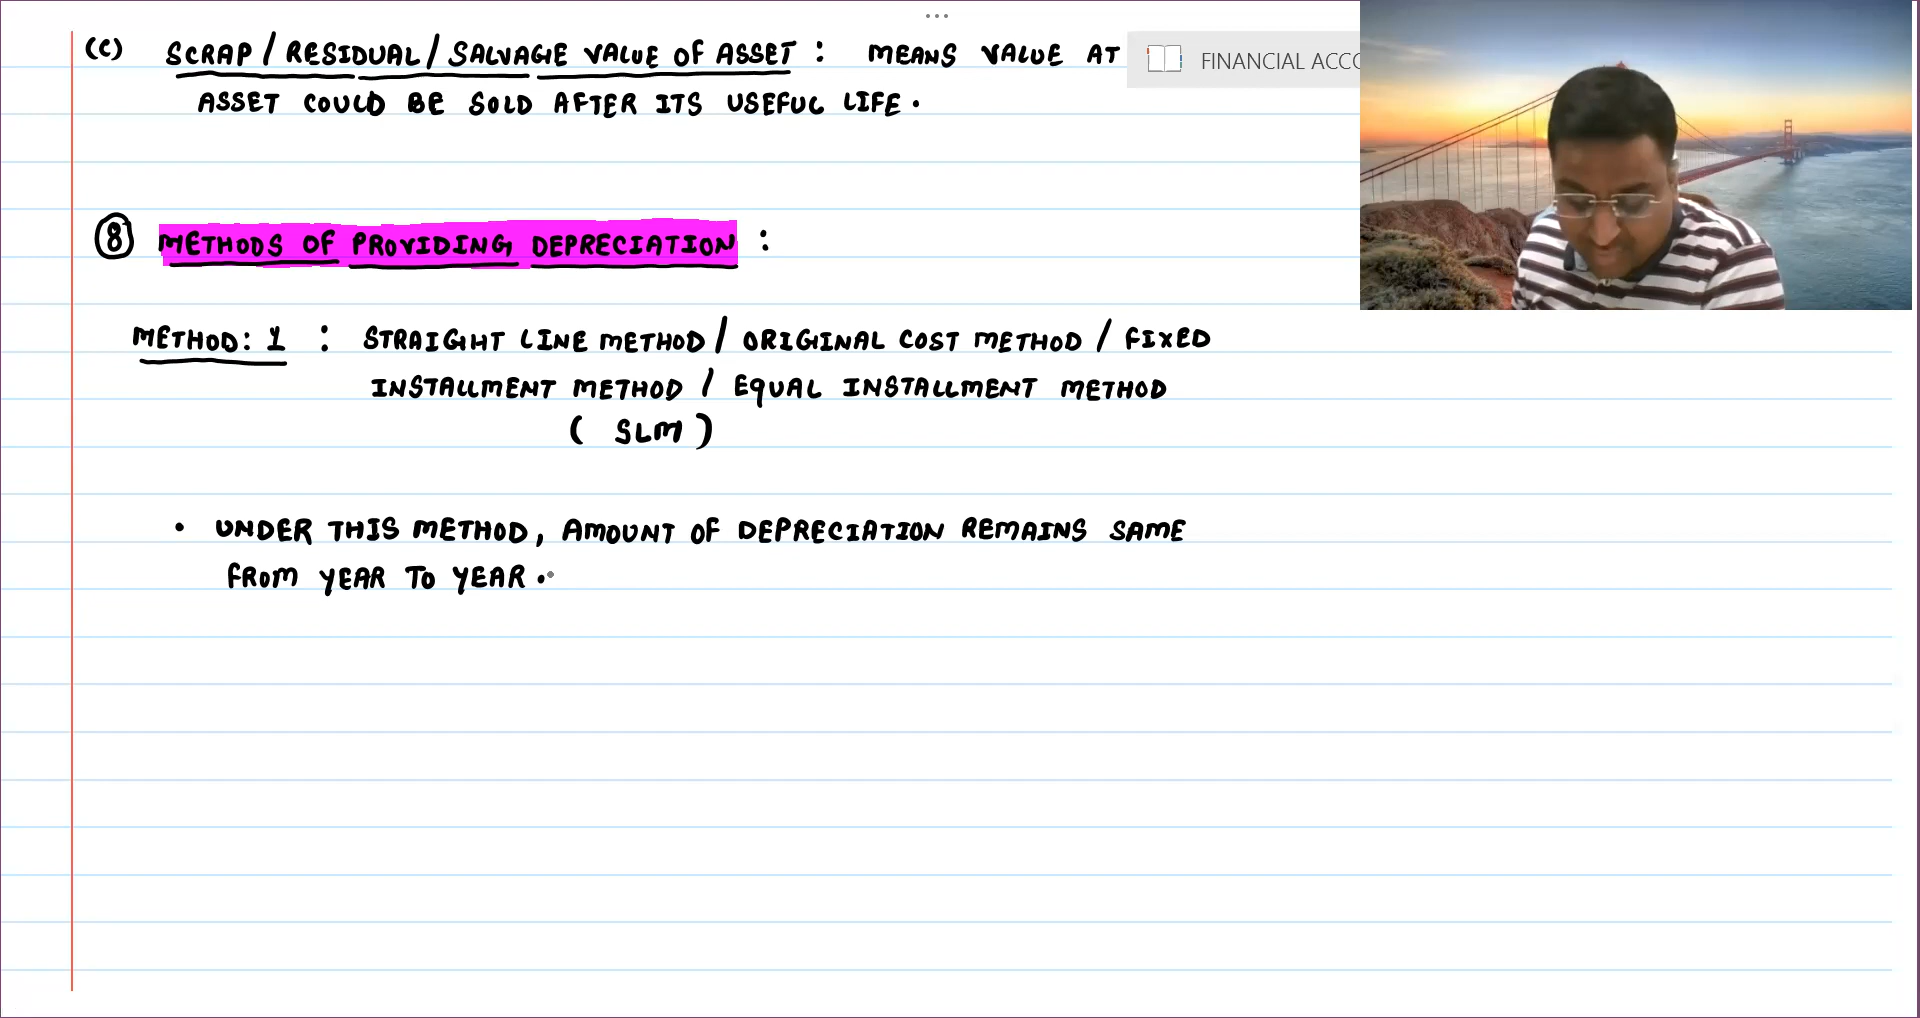 (C) SCRAP / RESIDUAL / SALVAGE VALUE OF ASSET : MEANS VALUE AT
FINANCIAL ACCO
ASSET COULD BE SOLD AFTER ITS USEFUL LIFE.
8 METHODS OF PROVIDING DEPRECIATION :
METHOD: 1 : STRAIGHT LINE METHOD / ORIGINAL COST METHOD / FIXED
INSTALLMENT METHOD / EQUAL INSTALLMENT METHOD
( SLM )
• UNDER THIS METHOD, AMOUNT OF DEPRECIATION REMAINS SAME
FROM YEAR TO YEAR.